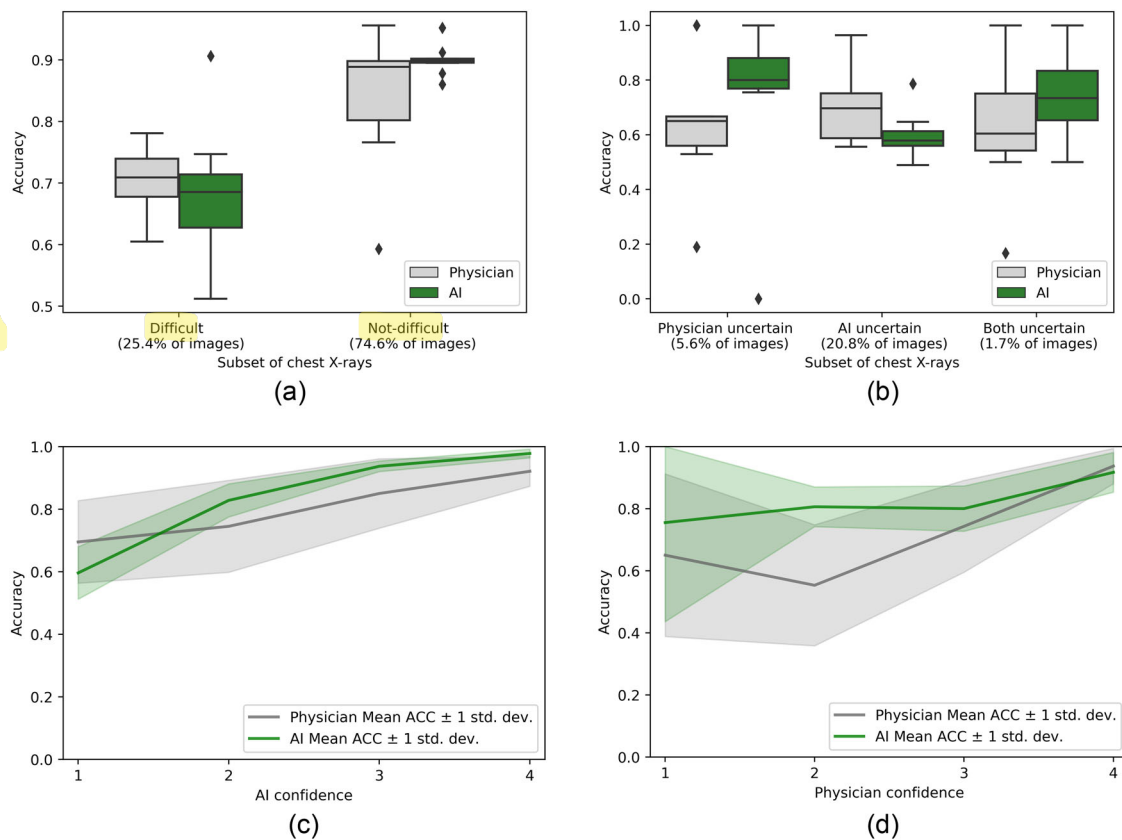 0.9
0.8
0.7
0.6
0.5
Accuracy
Physician
AI
Difficult
(25.4% of images)
Not-difficult
(74.6% of images)
Subset of chest X-rays
(a)
1.0
0.8
0.6
0.4
0.2
0.0
Accuracy
Physician
AI
Physician uncertain
(5.6% of images)
AI uncertain
(20.8% of images)
Both uncertain
(1.7% of images)
Subset of chest X-rays
(b)
1.0
0.8
0.6
0.4
0.2
0.0
Accuracy
Physician Mean ACC ± 1 std. dev.
AI Mean ACC ± 1 std. dev.
1 2 3 4
AI confidence
(c)
1.0
0.8
0.6
0.4
0.2
0.0
Accuracy
Physician Mean ACC ± 1 std. dev.
AI Mean ACC ± 1 std. dev.
1 2 3 4
Physician confidence
(d)